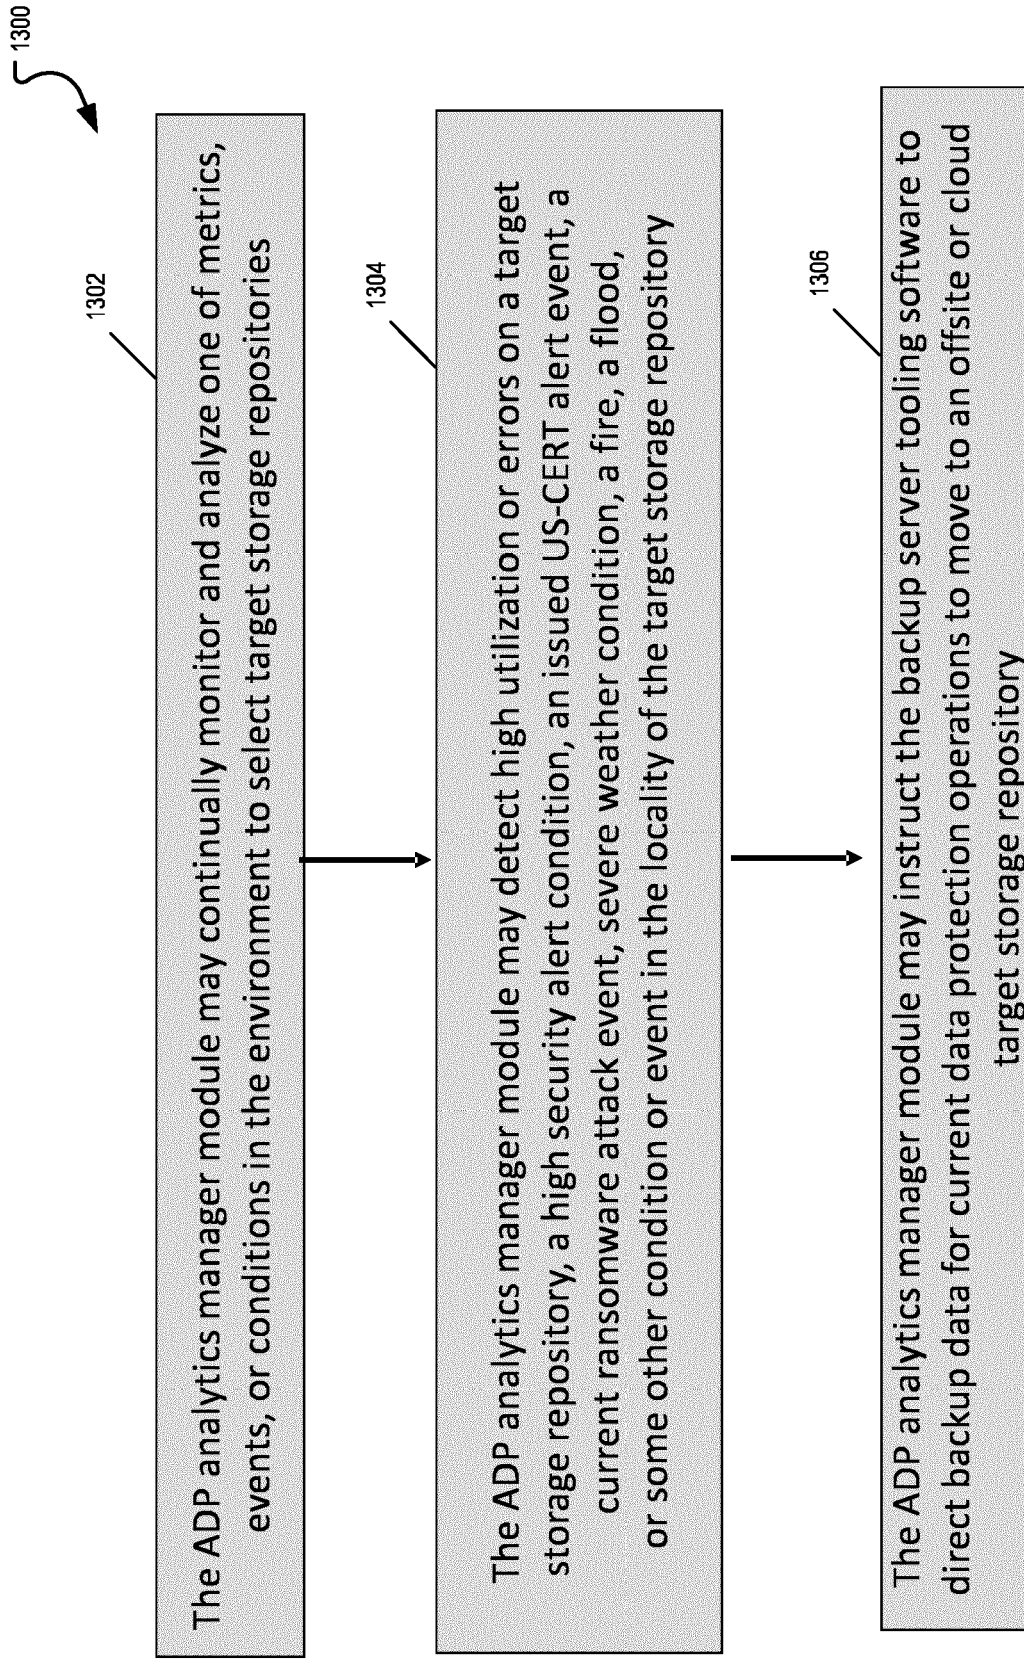 1300
1302
The ADP analytics manager module may continually monitor and analyze one of metrics,
events, or conditions in the environment to select target storage repositories
1304
The ADP analytics manager module may detect high utilization or errors on a target
storage repository, a high security alert condition, an issued US-CERT alert event, a
current ransomware attack event, severe weather condition, a fire, a flood,
or some other condition or event in the locality of the target storage repository
1306
The ADP analytics manager module may instruct the backup server tooling software to
direct backup data for current data protection operations to move to an offsite or cloud
target storage repository